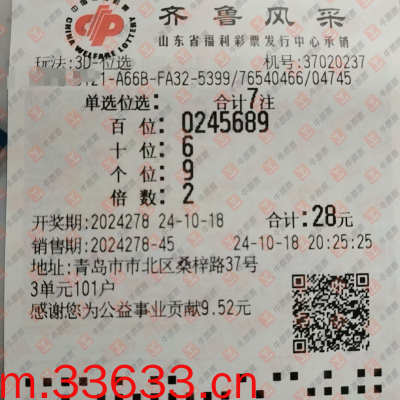 CHINA WELFARE LOTTERY
齐鲁风采
山东省福利彩票发行中心承销
玩法:3D-位选 机号:37020237
121-A66B-FA32-5399/76540466/04745
单选位选: 合计7注
百 位: 0245689
十 位: 6
个 位: 9
倍 数: 2
开奖期:2024278 24-10-18 合计:28元
销售期:2024278-45 24-10-18 20:25:25
地址:青岛市市北区桑梓路37号
3单元101户
感谢您为公益事业贡献9.52元
m.33633.cn